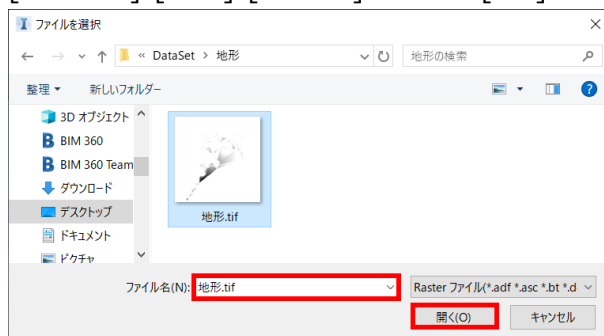 ファイルを選択
« DataSet › 地形
地形の検索
整理
新しいフォルダー
3D オブジェクト
BIM 360
BIM 360 Team
ダウンロード
デスクトップ
ドキュメント
ピクチャ
地形.tif
ファイル名(N):
地形.tif
Raster ファイル(*.adf *.asc *.bt *.d
開く(O)
キャンセル